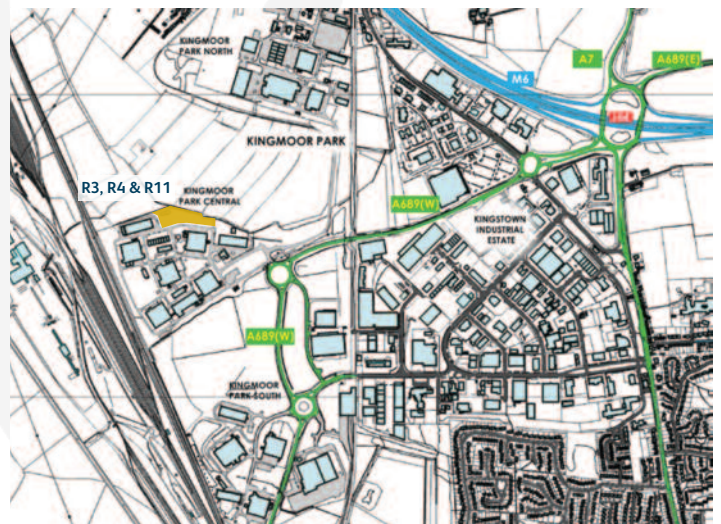 KINGMOOR
PARK NORTH
A7
A689(E)
M6
KINGMOOR PARK
R3, R4 & R11
KINGMOOR
PARK CENTRAL
A689(W)
KINGSTOWN
INDUSTRIAL
ESTATE
A689(W)
KINGMOOR
PARK SOUTH